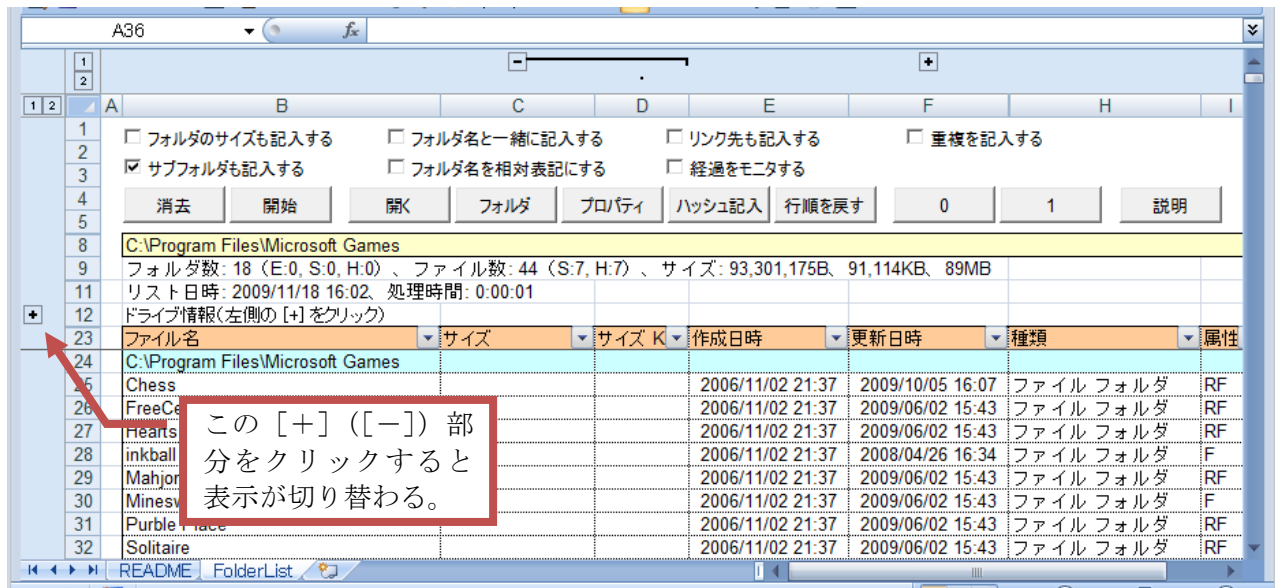 A36 fx
1
2
1 2 A B C D E F H I
1 フォルダのサイズも記入する フォルダ名と一緒に記入する リンク先も記入する 重複を記入する
2
3 サブフォルダも記入する フォルダ名を相対表記にする 経過をモニタする
4 消去 開始 開く フォルダ プロパティ ハッシュ記入 行順を戻す 0 1 説明
5
8 C:\Program Files\Microsoft Games
9 フォルダ数: 18（E:0, S:0, H:0）、ファイル数: 44（S:7, H:7）、サイズ: 93,301,175B、91,114KB、89MB
11 リスト日時: 2009/11/18 16:02、処理時間: 0:00:01
12 ドライブ情報(左側の [+] をクリック)
23 ファイル名 サイズ サイズ K 作成日時 更新日時 種類 属性
24 C:\Program Files\Microsoft Games
25 Chess 2006/11/02 21:37 2009/10/05 16:07 ファイル フォルダ RF
26 FreeCe 2006/11/02 21:37 2009/06/02 15:43 ファイル フォルダ RF
27 Hearts 2006/11/02 21:37 2009/06/02 15:43 ファイル フォルダ RF
28 inkball 2006/11/02 21:37 2008/04/26 16:34 ファイル フォルダ F
29 Mahjon 2006/11/02 21:37 2009/06/02 15:43 ファイル フォルダ RF
30 Minesw 2006/11/02 21:37 2009/06/02 15:43 ファイル フォルダ F
31 Purble Place 2006/11/02 21:37 2009/06/02 15:43 ファイル フォルダ RF
32 Solitaire 2006/11/02 21:37 2009/06/02 15:43 ファイル フォルダ RF
この［＋］（［－］）部
分をクリックすると
表示が切り替わる。
README FolderList